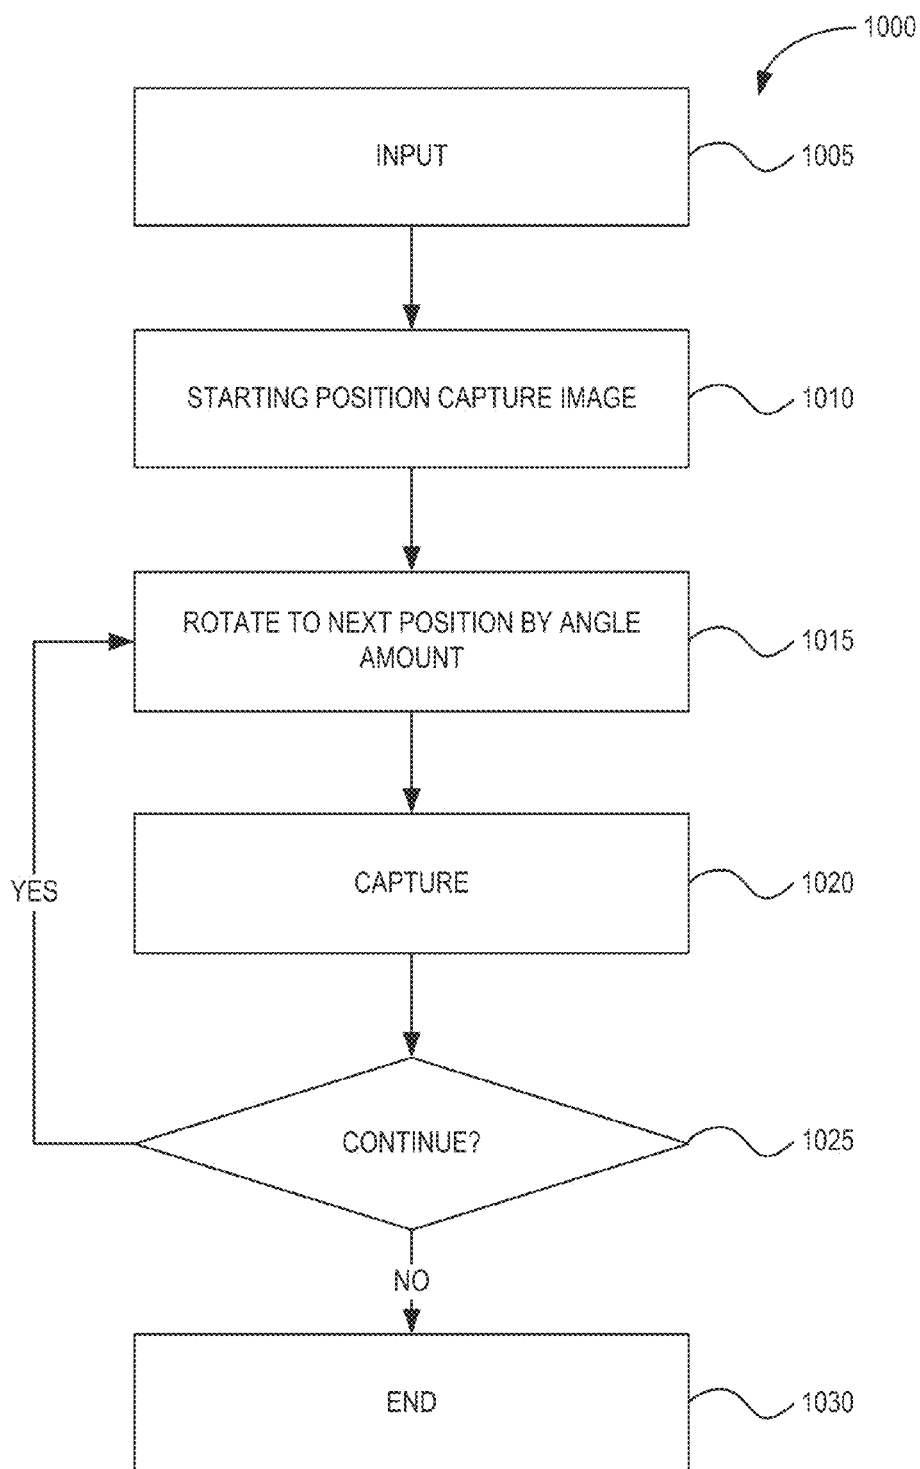 1000
INPUT
1005
STARTING POSITION CAPTURE IMAGE
1010
ROTATE TO NEXT POSITION BY ANGLE
AMOUNT
1015
CAPTURE
1020
YES
CONTINUE?
1025
NO
END
1030